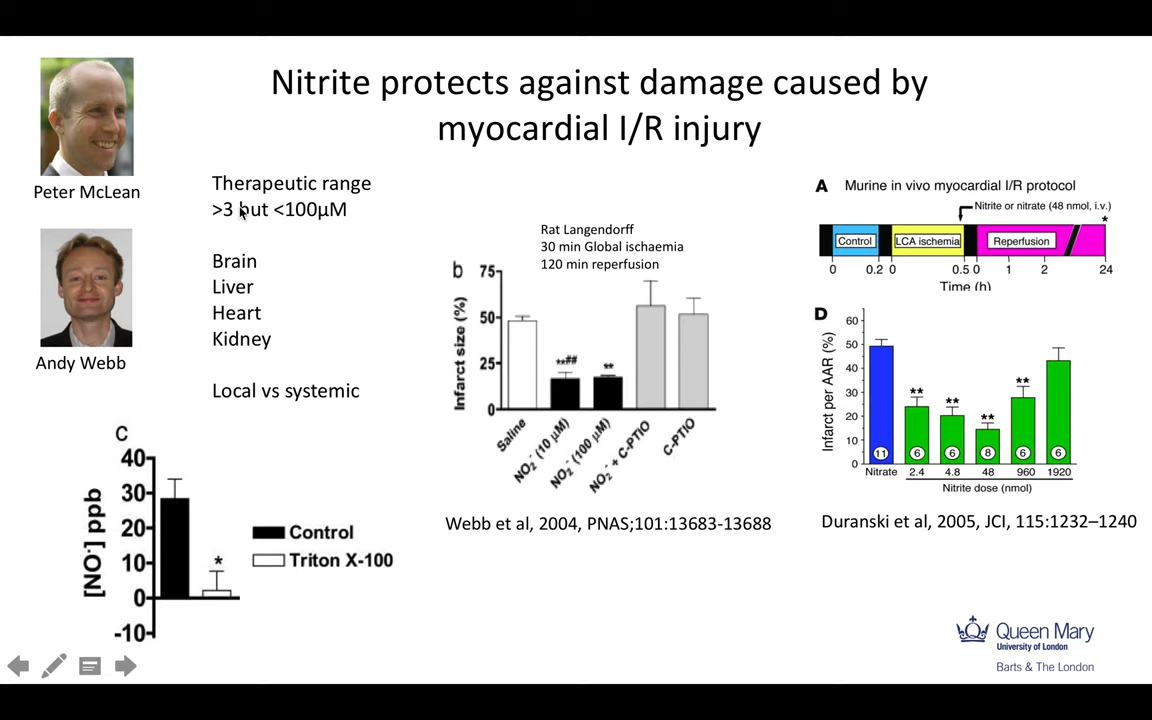 Nitrite protects against damage caused by
myocardial I/R injury
Peter McLean
Andy Webb
Therapeutic range
>3 but <100µM
Brain
Liver
Heart
Kidney
Local vs systemic
C
40
30
20
10
0
-10
[NO·] ppb
*
Control
Triton X-100
Rat Langendorff
30 min Global ischaemia
120 min reperfusion
b
75
50
25
0
Infarct size (%)
**##
**
Saline
NO₂⁻ (10 µM)
NO₂⁻ (100 µM)
NO₂⁻ + C-PTIO
C-PTIO
Webb et al, 2004, PNAS;101:13683-13688
A Murine in vivo myocardial I/R protocol
Nitrite or nitrate (48 nmol, i.v.)
*
Control LCA ischemia Reperfusion
0 0.2 0 0.5 0 1 2 24
Time (h)
D
60
50
40
30
20
10
0
Infarct per AAR (%)
** ** ** **
11 6 6 8 6 6
Nitrate 2.4 4.8 48 960 1920
Nitrite dose (nmol)
Duranski et al, 2005, JCI, 115:1232–1240
Queen Mary
University of London
Barts & The London